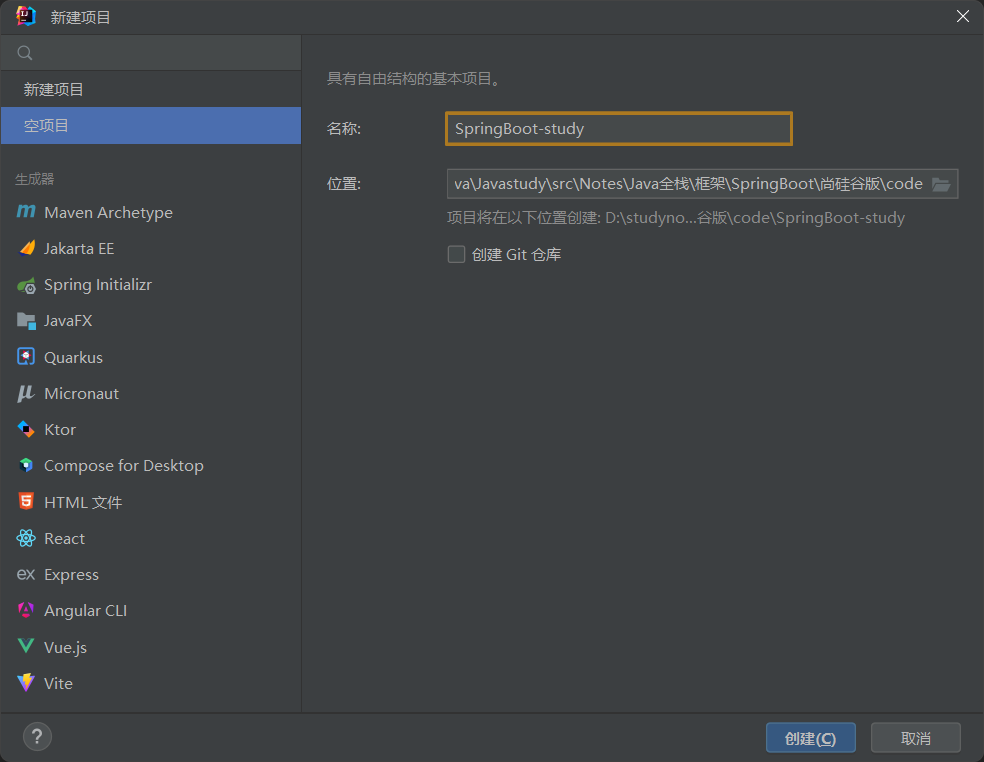 新建项目
新建项目
空项目
生成器
Maven Archetype
Jakarta EE
Spring Initializr
JavaFX
Quarkus
Micronaut
Ktor
Compose for Desktop
HTML 文件
React
ex Express
Angular CLI
Vue.js
Vite
具有自由结构的基本项目。
名称: SpringBoot-study
位置: va\Javastudy\src\Notes\Java全栈\框架\SpringBoot\尚硅谷版\code
项目将在以下位置创建: D:\studyno...谷版\code\SpringBoot-study
创建 Git 仓库
?
创建(C) 取消